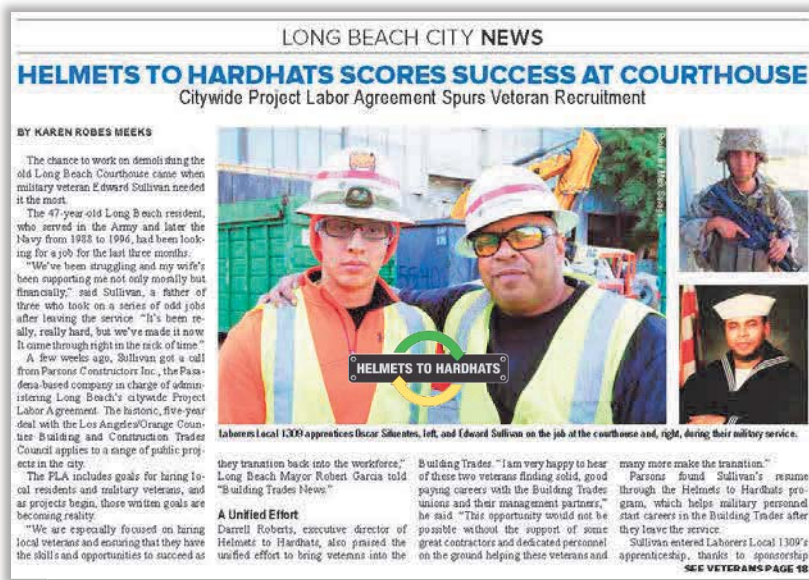 LONG BEACH CITY NEWS
HELMETS TO HARDHATS SCORES SUCCESS AT COURTHOUSE
Citywide Project Labor Agreement Spurs Veteran Recruitment
BY KAREN ROBES MEEKS
The chance to work on demolishing the
old Long Beach Courthouse came when
military veteran Edward Sullivan needed
it the most.
The 47-year-old Long Beach resident,
who served in the Army and later the
Navy from 1988 to 1996, had been look-
ing for a job for the last three months.
"We've been struggling and my wife's
been supporting me not only morally but
financially," said Sullivan, a father of
three who took on a series of odd jobs
after leaving the service. "It's been re-
ally, really hard, but we've made it now.
It came through right in the nick of time."
A few weeks ago, Sullivan got a call
from Parsons Constructors Inc., the Pasa-
dena-based company in charge of admin-
istering Long Beach's citywide Project
Labor Agreement. The historic, five-year
deal with the Los Angeles/Orange Coun-
ties Building and Construction Trades
Council applies to a range of public proj-
ects in the city.
The PLA includes goals for hiring lo-
cal residents and military veterans, and
as projects begin, those written goals are
becoming reality.
"We are especially focused on hiring
local veterans and ensuring that they have
the skills and opportunities to succeed as
HELMETS TO HARDHATS
Laborers Local 1309 apprentices Oscar Sifuentes, left, and Edward Sullivan on the job at the courthouse and, right, during their military service.
they transition back into the workforce,"
Long Beach Mayor Robert Garcia told
"Building Trades News."
A Unified Effort
Darrell Roberts, executive director of
Helmets to Hardhats, also praised the
unified effort to bring veterans into the
Building Trades. "I am very happy to hear
of these two veterans finding solid, good
paying careers with the Building Trades
unions and their management partners,"
he said. "This opportunity would not be
possible without the support of some
great contractors and dedicated personnel
on the ground helping these veterans and
many more make the tranition."
Parsons found Sullivan's resume
through the Helmets to Hardhats pro-
gram, which helps military personnel
start careers in the Building Trades after
they leave the service.
Sullivan entered Laborers Local 1309's
apprenticeship, thanks to sponsorship
SEE VETERANS PAGE 18